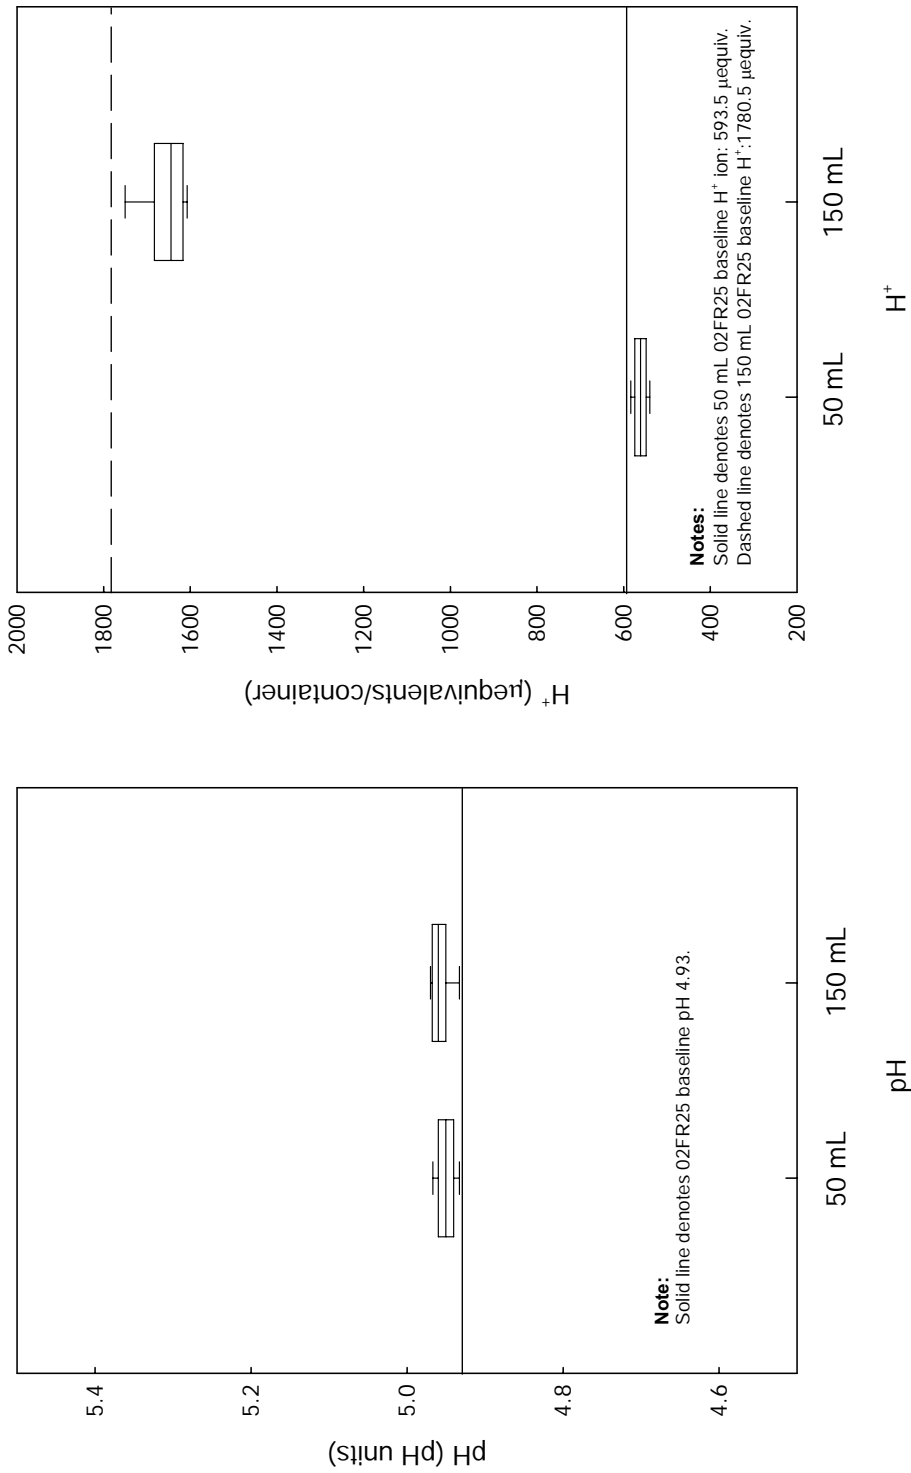 pH (pH units)
5.4
5.2
5.0
4.8
4.6
Note:
Solid line denotes 02FR25 baseline pH 4.93.
50 mL
150 mL
pH
H⁺ (µequivalents/container)
2000
1800
1600
1400
1200
1000
800
600
400
200
Notes:
Solid line denotes 50 mL 02FR25 baseline H⁺ ion: 593.5 µequiv.
Dashed line denotes 150 mL 02FR25 baseline H⁺:1780.5 µequiv.
50 mL
150 mL
H⁺